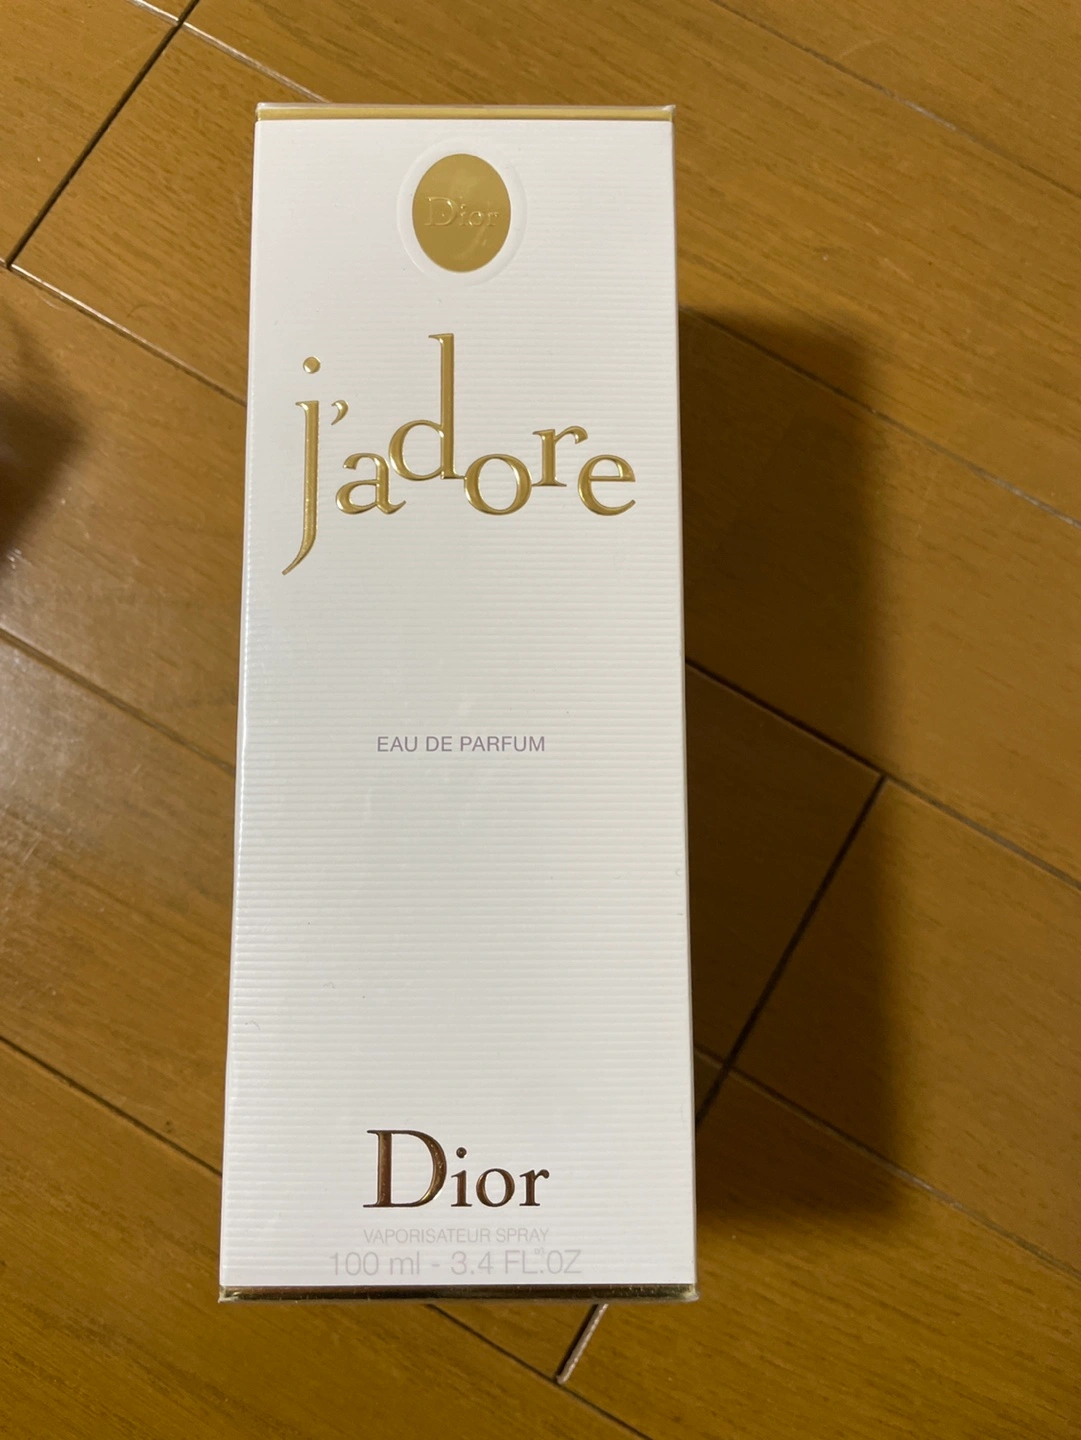 Dior
j'adore
EAU DE PARFUM
Dior
VAPORISATEUR SPRAY
100 ml - 3.4 FL.OZ